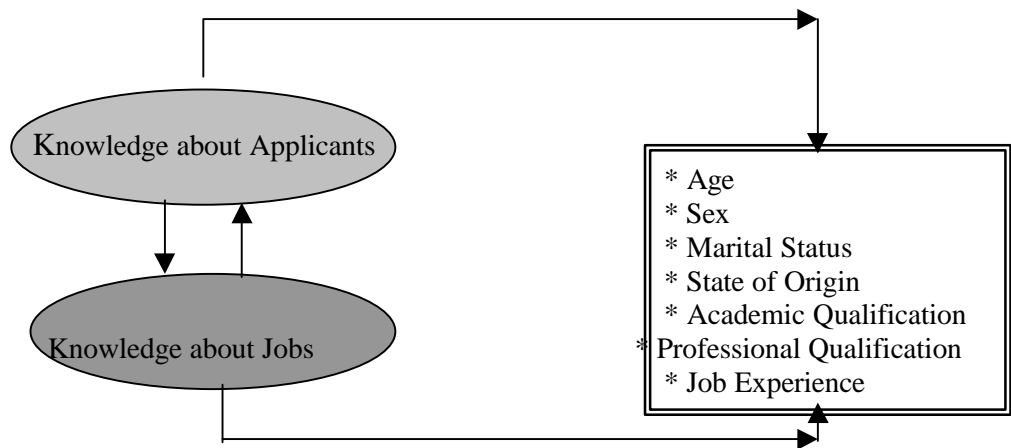 Knowledge about Applicants
Knowledge about Jobs
* Age
* Sex
* Marital Status
* State of Origin
* Academic Qualification
* Professional Qualification
* Job Experience